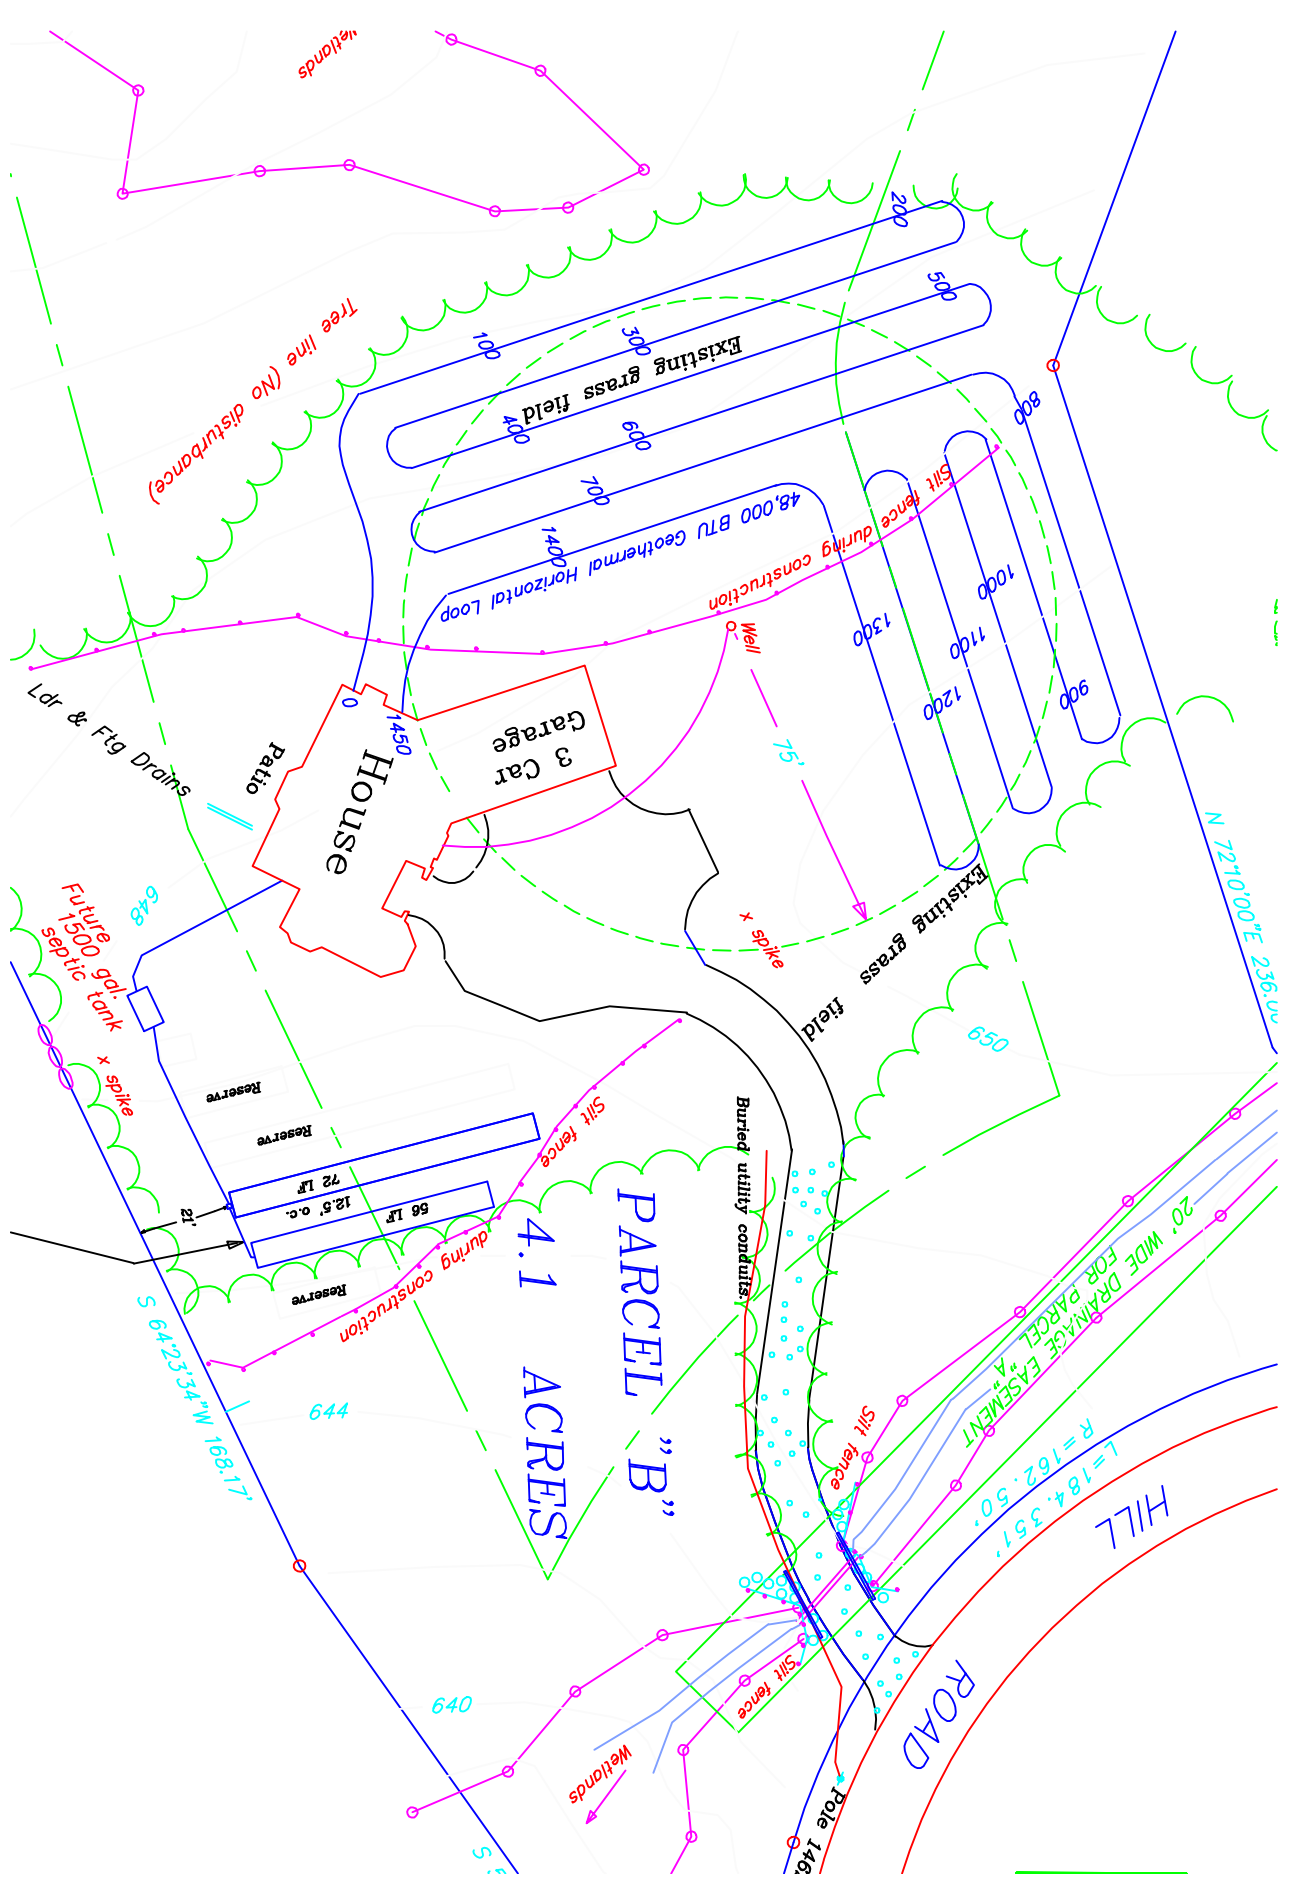 Wetlands
Tree line (No disturbance)
100
200
300
400
500
600
700
800
900
1000
1100
1200
1300
1400
1450
0
Existing grass field
48,000 BTU Geothermal Horizontal Loop
Silt fence during construction
Well
75'
Ldr & Ftg Drains
Patio
House
3 Car
Garage
648
Future
1500 gal.
septic tank
x spike
x spike
Existing grass
field
650
N 72°10'00"E 236.
Reserve
Reserve
72 LF
12.5' o.c.
56 LF
Reserve
21'
Silt fence
during construction
Buried utility conduits.
PARCEL "B"
4.1 ACRES
S 64°23'34"W 168.17'
644
640
20' WIDE DRAINAGE EASEMENT
FOR PARCEL "A"
R=162.50'
L=184.351'
Silt fence
Silt fence
HILL
ROAD
Wetlands
Pole 146
S